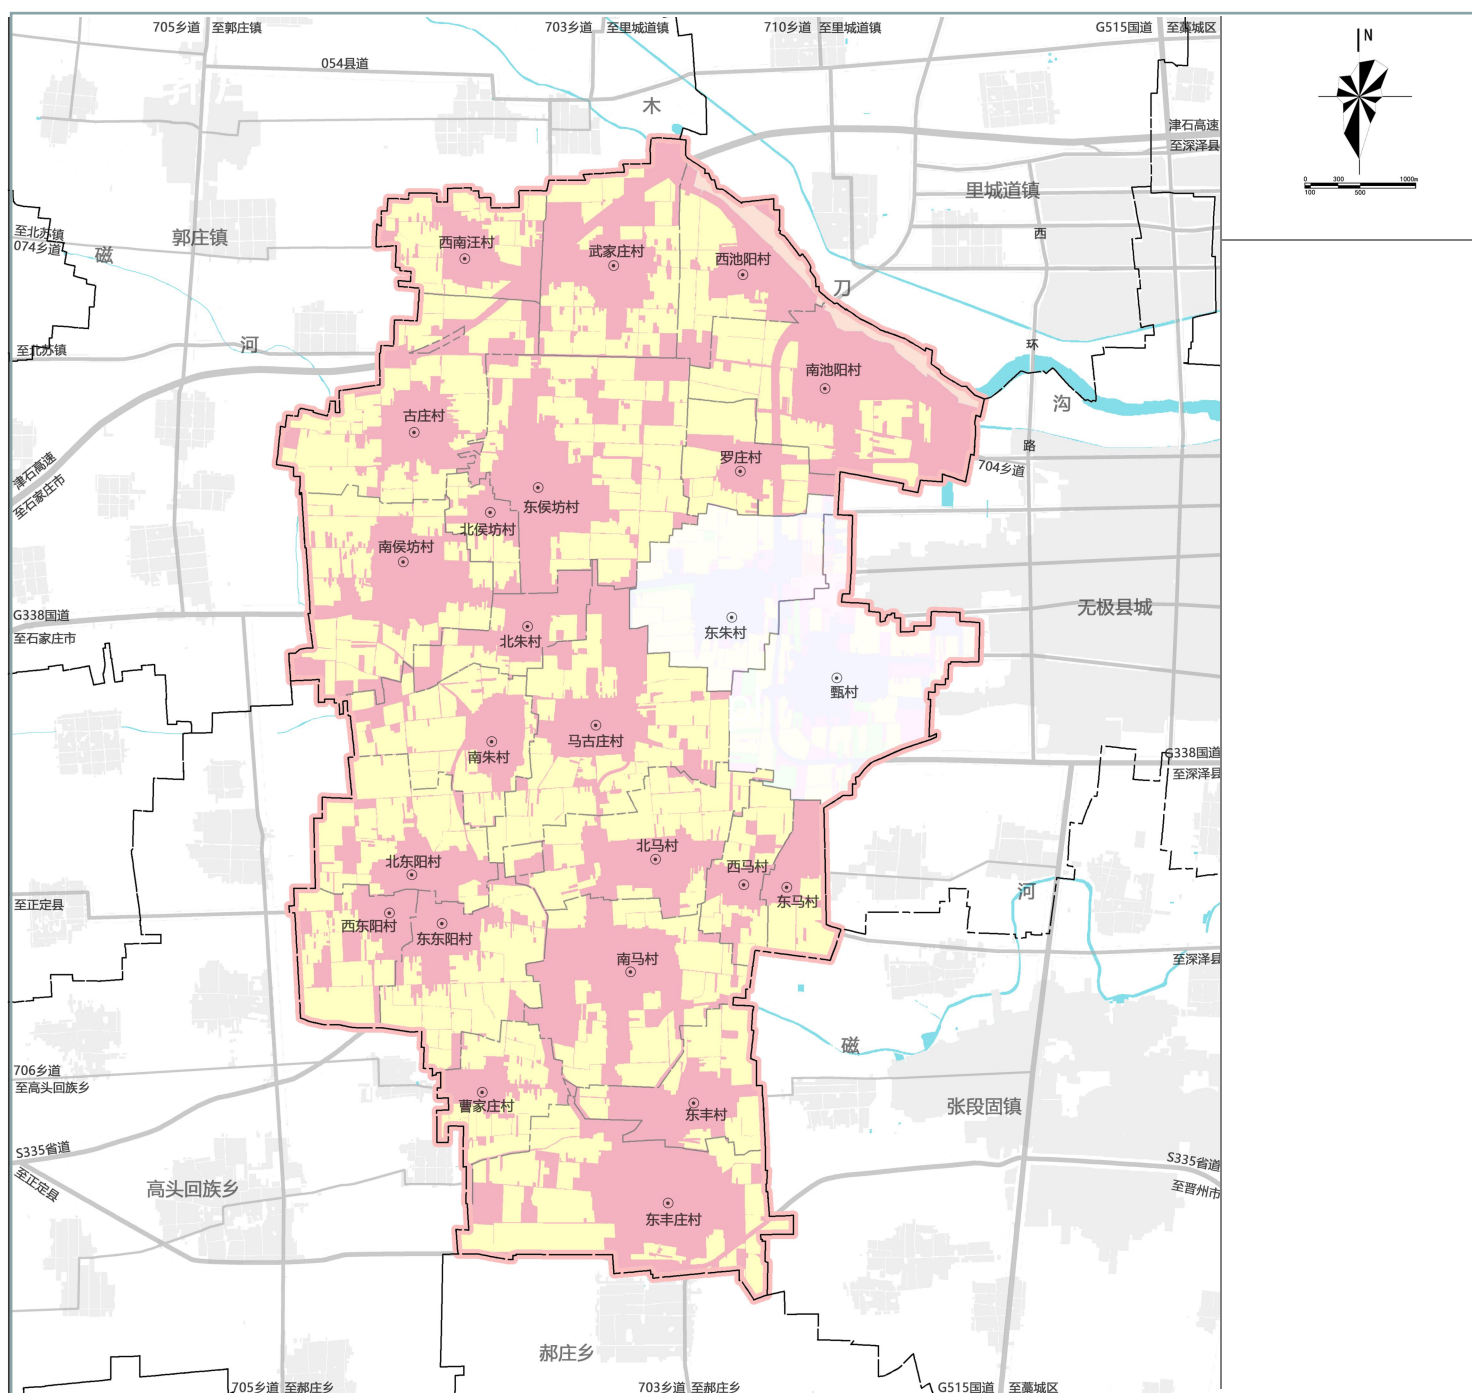 705乡道 至郭庄镇
703乡道 至里城道镇
710乡道 至里城道镇
G515国道 至藁城区
N
054县道
木
津石高速
至深泽县
0 300 1000m
100 500
里城道镇
至北苏镇
074乡道
磁
郭庄镇
西南汪村
武家庄村
西池阳村
西
刀
至北苏镇
河
环
南池阳村
沟
古庄村
罗庄村
路
704乡道
津石高速
至石家庄市
东侯坊村
北侯坊村
南侯坊村
G338国道
至石家庄市
北朱村
东朱村
无极县城
甄村
南朱村
马古庄村
G338国道
至深泽县
北东阳村
北马村
西马村
东马村
河
至正定县
西东阳村
东东阳村
南马村
至深泽县
磁
706乡道
至高头回族乡
曹家庄村
东丰村
张段固镇
S335省道
至正定县
S335省道
至晋州市
高头回族乡
东丰庄村
郝庄乡
705乡道 至郝庄乡
703乡道 至郝庄乡
G515国道 至藁城区